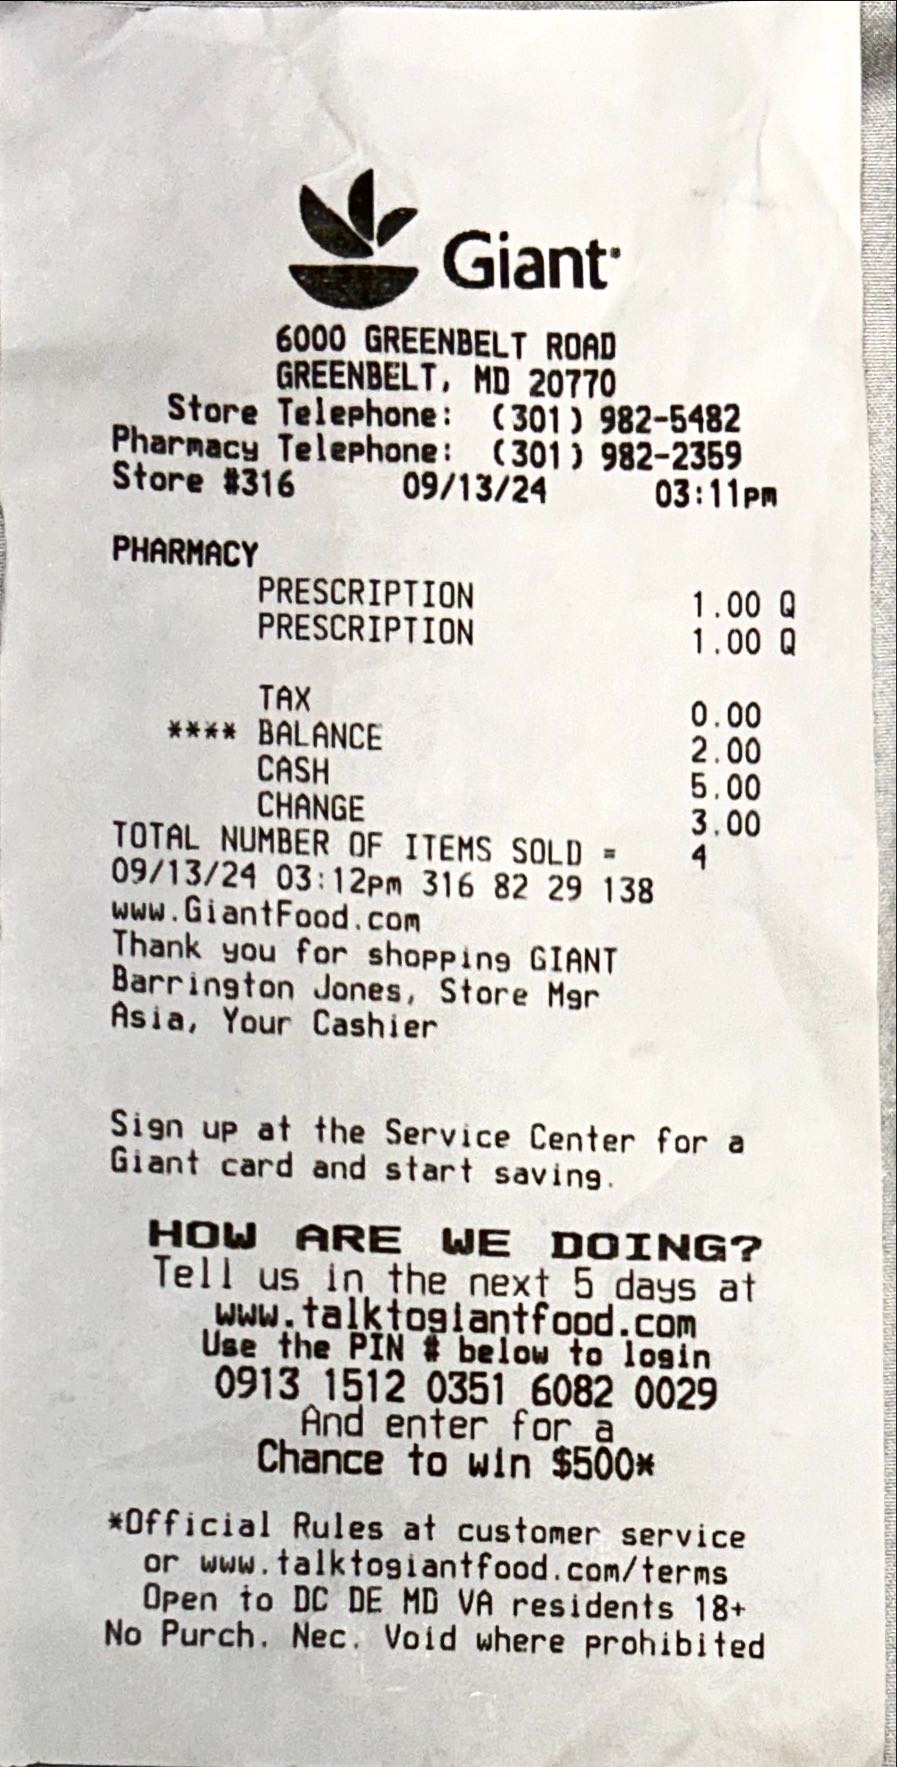 Giant
6000 GREENBELT ROAD
GREENBELT, MD 20770
Store Telephone: (301) 982-5482
Pharmacy Telephone: (301) 982-2359
Store #316 09/13/24 03:11pm
PHARMACY
PRESCRIPTION 1.00 Q
PRESCRIPTION 1.00 Q
TAX 0.00
**** BALANCE 2.00
CASH 5.00
CHANGE 3.00
TOTAL NUMBER OF ITEMS SOLD = 4
09/13/24 03:12pm 316 82 29 138
www.GiantFood.com
Thank you for shopping GIANT
Barrington Jones, Store Mgr
Asia, Your Cashier
Sign up at the Service Center for a
Giant card and start saving.
HOW ARE WE DOING?
Tell us in the next 5 days at
www.talktogiantfood.com
Use the PIN # below to login
0913 1512 0351 6082 0029
And enter for a
Chance to win $500*
*Official Rules at customer service
or www.talktogiantfood.com/terms
Open to DC DE MD VA residents 18+
No Purch. Nec. Void where prohibited